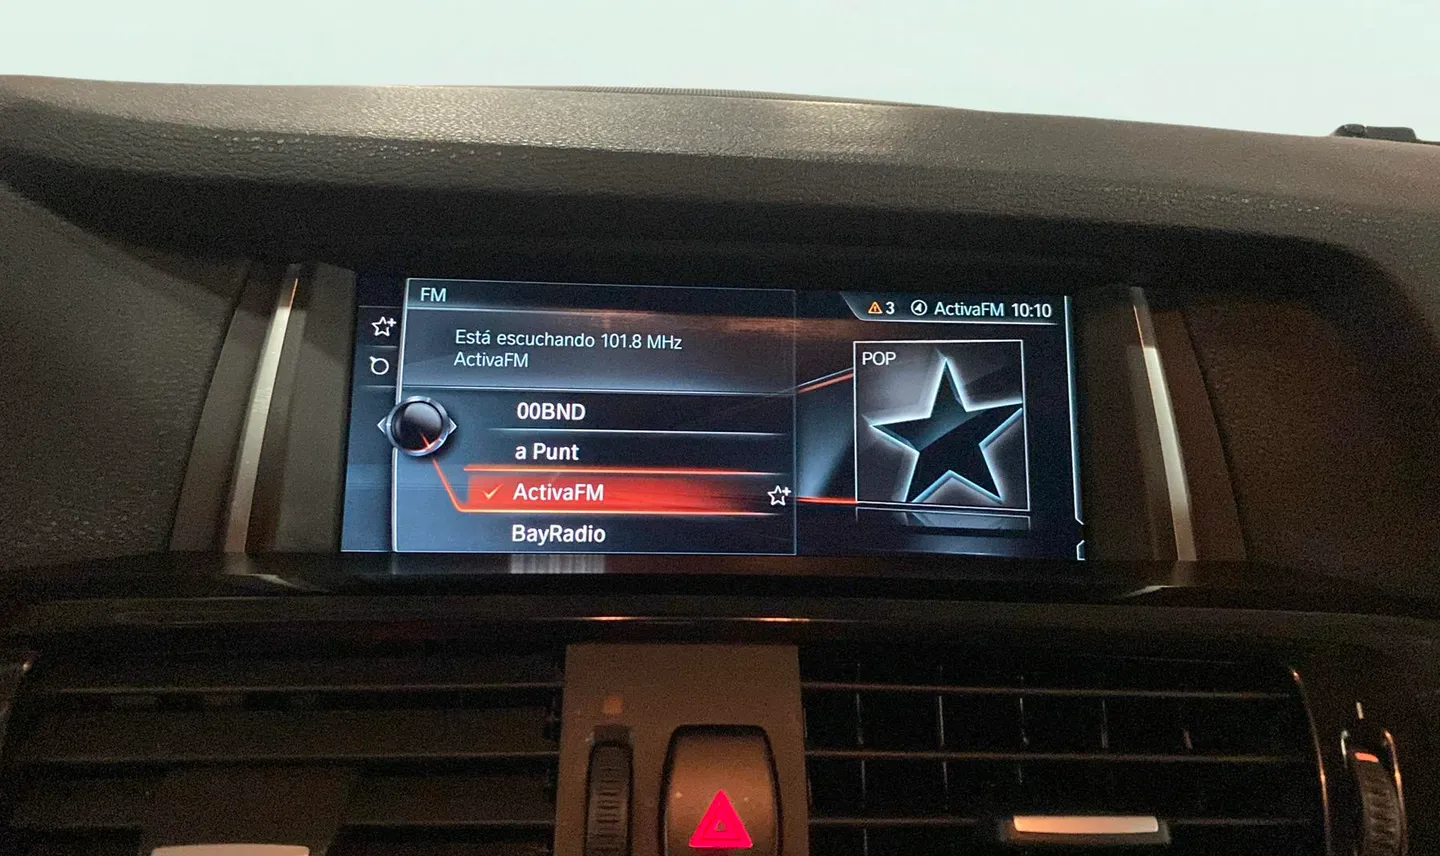 FM
3 ActivaFM 10:10
Está escuchando 101.8 MHz
ActivaFM
POP
00BND
a Punt
ActivaFM
BayRadio